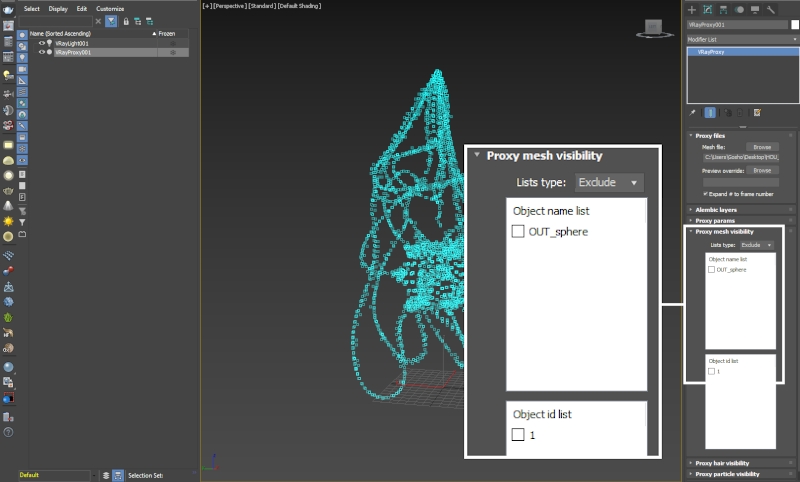 Select Display Edit Customize
Name (Sorted Ascending) ▲ Frozen
VRayLight001
VRayProxy001
Default
Selection Set:
[+] [Perspective] [Standard] [Default Shading]
Proxy mesh visibility
Lists type: Exclude
Object name list
OUT_sphere
Object id list
1
VRayProxy001
Modifier List
VRayProxy
Proxy files
Mesh file: Browse
C:\Users\Gosho\Desktop\HOU_
Preview override: Browse
Expand # to frame number
Alembic layers
Proxy params
Proxy mesh visibility
Lists type: Exclude
Object name list
OUT_sphere
Object id list
1
Proxy hair visibility
Proxy particle visibility